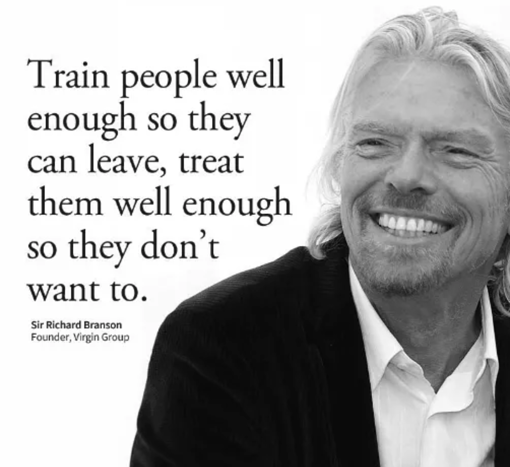 Train people well
enough so they
can leave, treat
them well enough
so they don’t
want to.
Sir Richard Branson
Founder, Virgin Group